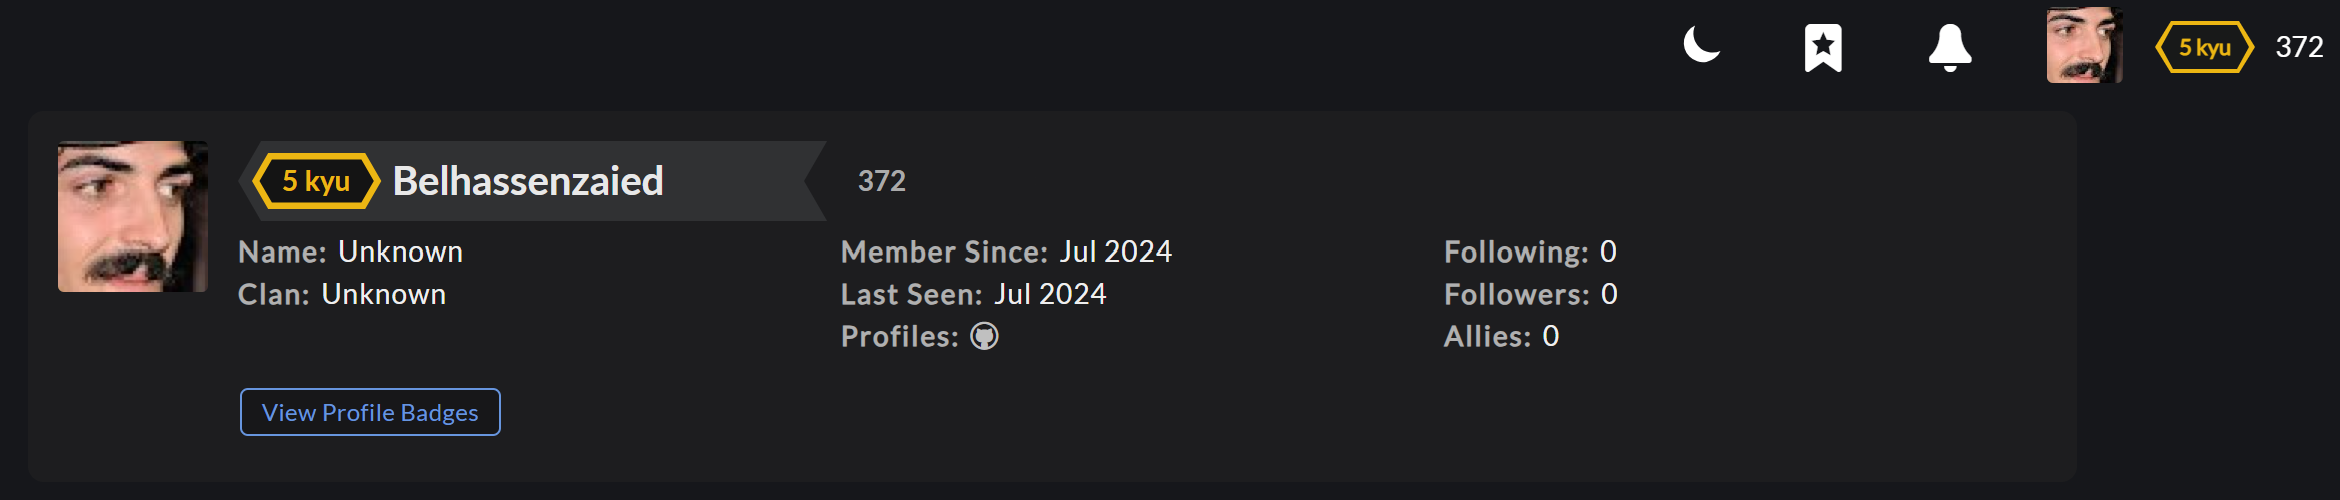 5 kyu 372
5 kyu Belhassenzaied 372
Name: Unknown
Clan: Unknown
Member Since: Jul 2024
Last Seen: Jul 2024
Profiles:
Following: 0
Followers: 0
Allies: 0
View Profile Badges